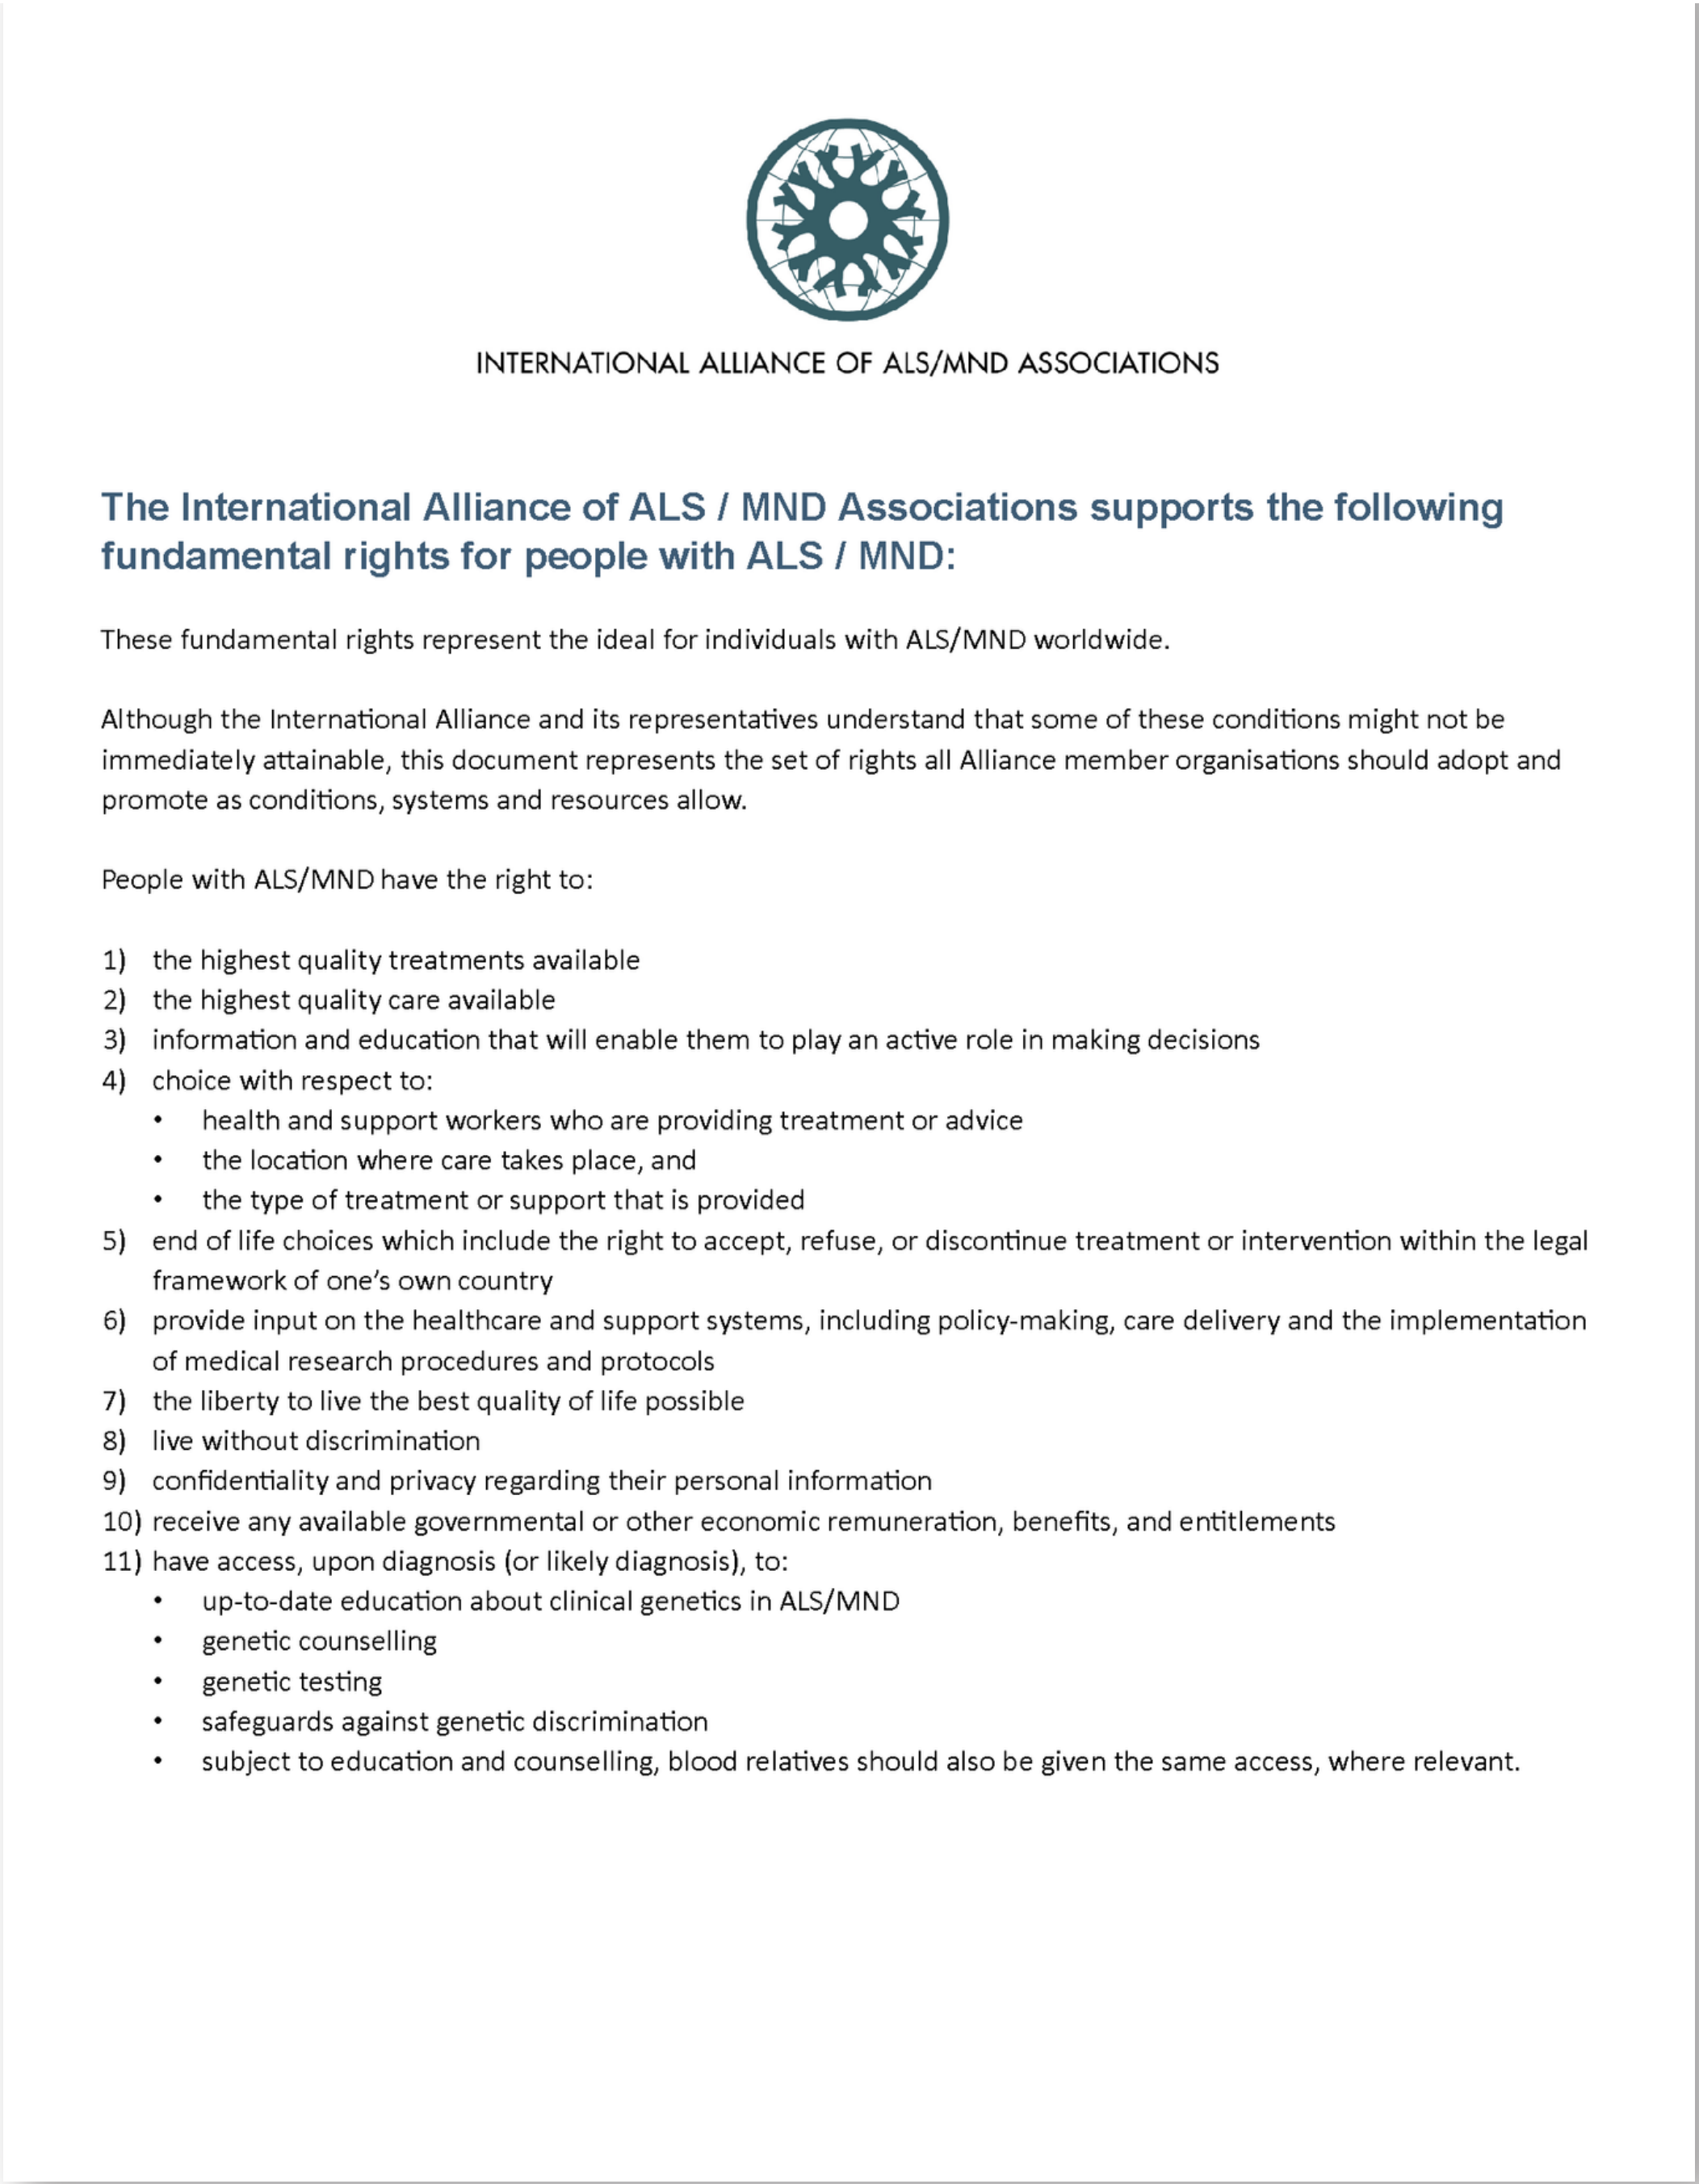 INTERNATIONAL ALLIANCE OF ALS/MND ASSOCIATIONS
The International Alliance of ALS / MND Associations supports the following
fundamental rights for people with ALS / MND:
These fundamental rights represent the ideal for individuals with ALS/MND worldwide.
Although the International Alliance and its representatives understand that some of these conditions might not be
immediately attainable, this document represents the set of rights all Alliance member organisations should adopt and
promote as conditions, systems and resources allow.
People with ALS/MND have the right to:
1) the highest quality treatments available
2) the highest quality care available
3) information and education that will enable them to play an active role in making decisions
4) choice with respect to:
• health and support workers who are providing treatment or advice
• the location where care takes place, and
• the type of treatment or support that is provided
5) end of life choices which include the right to accept, refuse, or discontinue treatment or intervention within the legal
framework of one’s own country
6) provide input on the healthcare and support systems, including policy-making, care delivery and the implementation
of medical research procedures and protocols
7) the liberty to live the best quality of life possible
8) live without discrimination
9) confidentiality and privacy regarding their personal information
10) receive any available governmental or other economic remuneration, benefits, and entitlements
11) have access, upon diagnosis (or likely diagnosis), to:
• up-to-date education about clinical genetics in ALS/MND
• genetic counselling
• genetic testing
• safeguards against genetic discrimination
• subject to education and counselling, blood relatives should also be given the same access, where relevant.